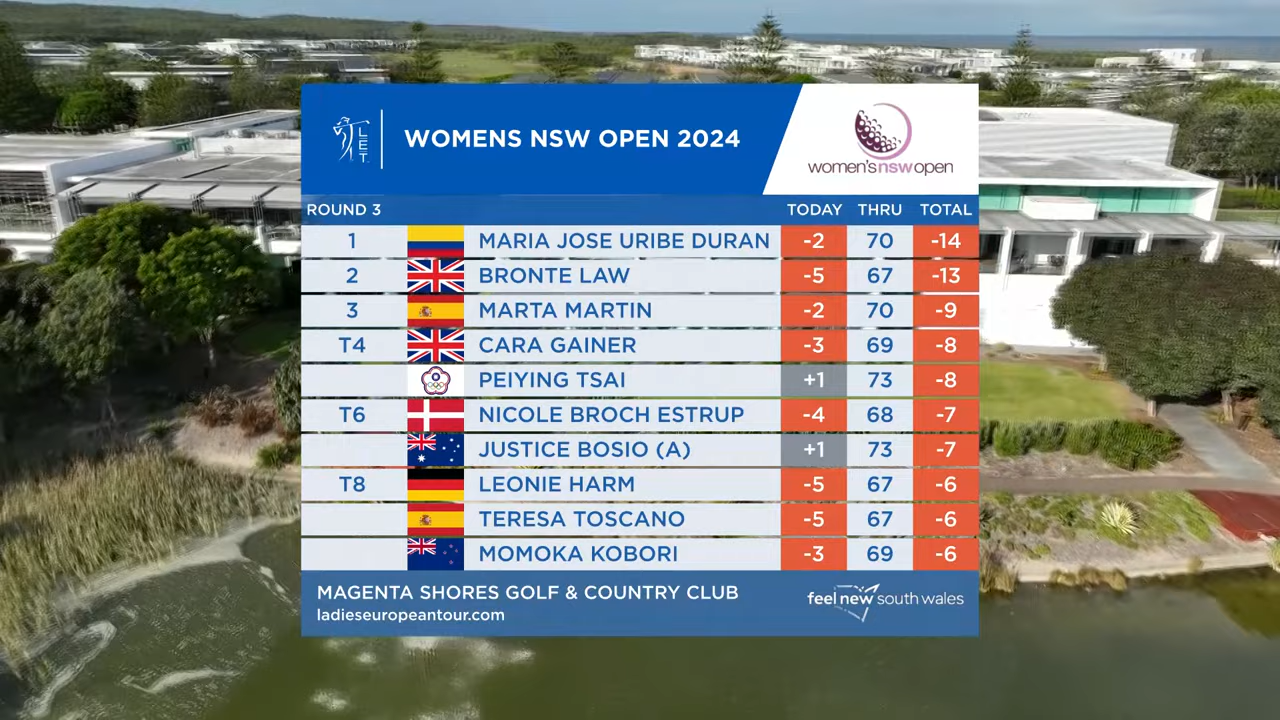 LET
WOMENS NSW OPEN 2024
women'snswopen
ROUND 3 TODAY THRU TOTAL
1 MARIA JOSE URIBE DURAN -2 70 -14
2 BRONTE LAW -5 67 -13
3 MARTA MARTIN -2 70 -9
T4 CARA GAINER -3 69 -8
PEIYING TSAI +1 73 -8
T6 NICOLE BROCH ESTRUP -4 68 -7
JUSTICE BOSIO (A) +1 73 -7
T8 LEONIE HARM -5 67 -6
TERESA TOSCANO -5 67 -6
MOMOKA KOBORI -3 69 -6
MAGENTA SHORES GOLF & COUNTRY CLUB
ladieseuropeantour.com
feel new south wales